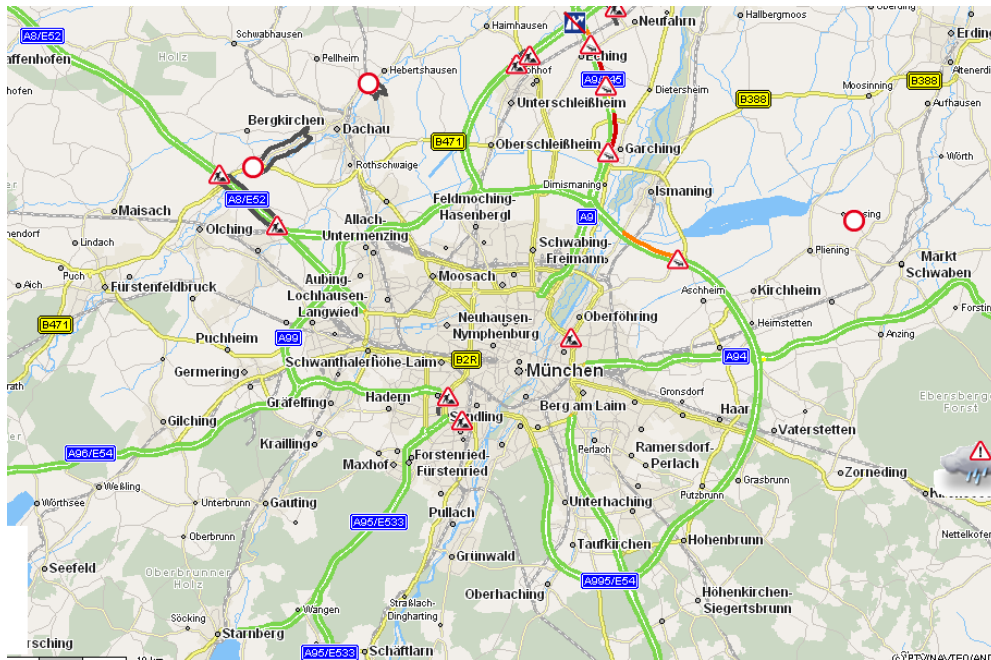 A8/E52
Haimhausen
Neufahrn
Hallbergmoos
Erding
Schwabhausen
Holz
Pellheim
Hebertshausen
Eching
B388
Moosinning
Aufhausen
Dietersheim
B388
Unterschleißheim
Bergkirchen
Dachau
B471
Oberschleißheim
Garching
Wörth
Rothschwaige
Dirnismaning
Ismaning
A8/E52
Feldmoching-
Hasenbergl
Maisach
Olching
Allach-
Untermenzing
A9
Schwabing-
Freimann
Lindach
Pliening
Markt
Schwaben
Puch
Aich
Fürstenfeldbruck
Moosach
Aubing-
Lochhausen-
Langwied
Aschheim
Kirchheim
B471
Neuhausen-
Nymphenburg
Oberföhring
Heimstetten
Anzing
Puchheim
A99
Schwanthalerhöhe-Laim
B2R
München
A94
Germering
Gräfelfing
Hadern
Berg am Laim
Gronsdorf
Haar
Ebersberger
Forst
Gilching
Krailling
Perlach
Ramersdorf-
Perlach
Vaterstetten
A96/E54
Maxhof
Forstenried-
Fürstenried
Zorneding
Weßling
Grasbrunn
Putzbrunn
Wörthsee
Unterbrunn
Gauting
Unterhaching
A95/E533
Pullach
Oberbrunn
Taufkirchen
Hohenbrunn
Nettelkofen
Seefeld
Grünwald
Oberbrunner
Holz
Oberhaching
A995/E54
Höhenkirchen-
Siegertsbrunn
Straßlach-
Dingharting
Wangen
Söcking
Starnberg
A95/E533
Schäftlarn